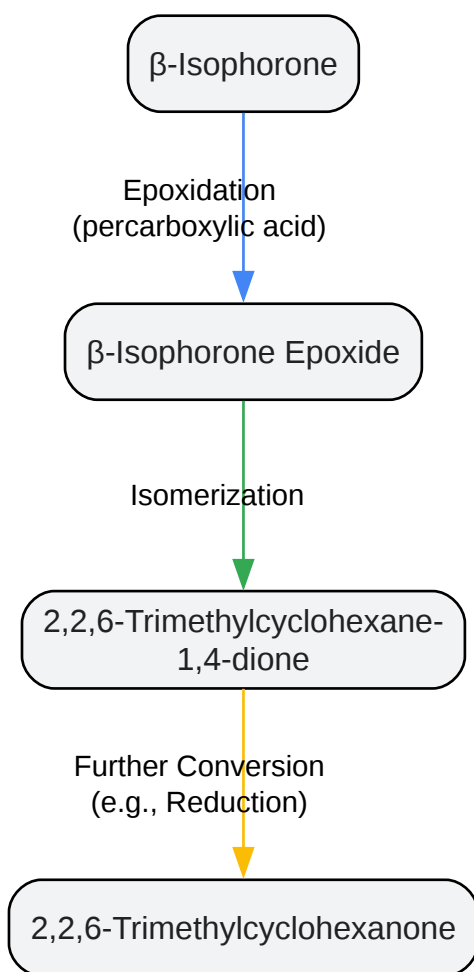 β-Isophorone
Epoxidation
(percarboxylic acid)
β-Isophorone Epoxide
Isomerization
2,2,6-Trimethylcyclohexane-
1,4-dione
Further Conversion
(e.g., Reduction)
2,2,6-Trimethylcyclohexanone